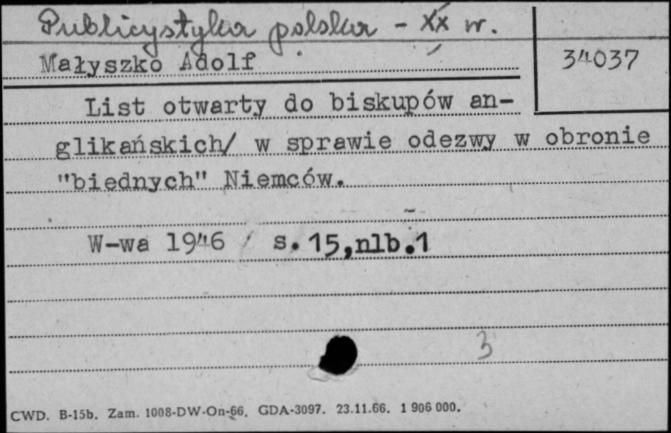 Publicystyka polska - XX w.
Małyszko Adolf
34037
List otwarty do biskupów an-
glikańskich/ w sprawie odezwy w obronie
"biednych" Niemców.
W-wa 1946 / s. 15,nlb.1
3
CWD. B-15b. Zam. 1008-DW-On-66. GDA-3097. 23.11.66. 1 906 000.